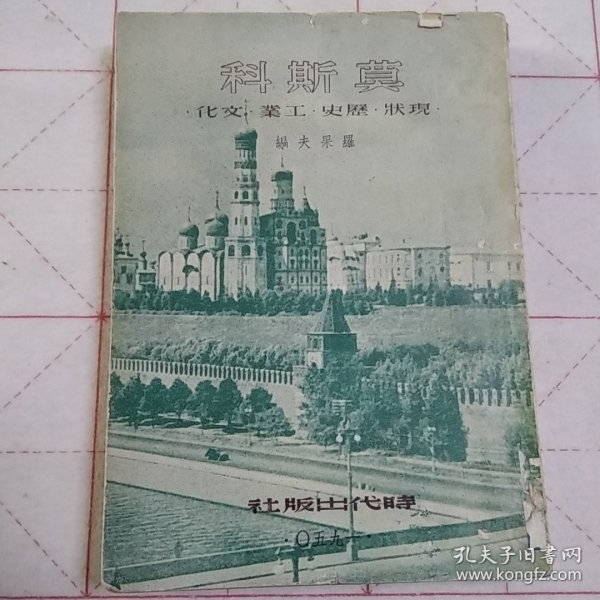 莫斯科
·現狀·歷史·工業·文化·
羅采夫編
時代出版社
·一九五〇·
孔夫子旧书网
www.kongfz.com